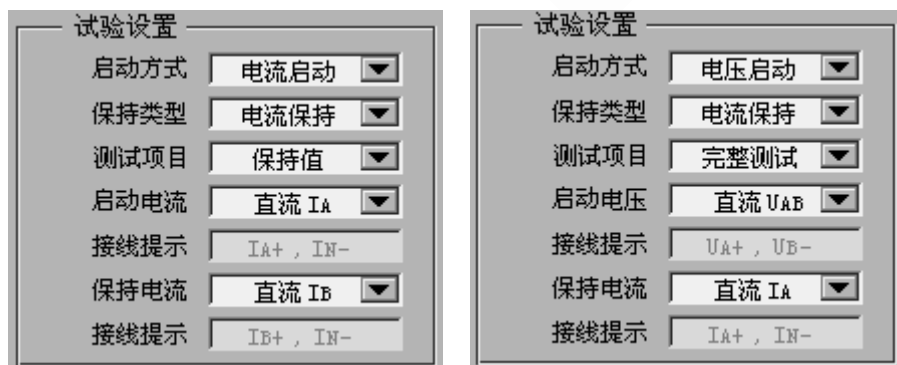 试验设置
启动方式 电流启动
保持类型 电流保持
测试项目 保持值
启动电流 直流 IA
接线提示 IA+ , IN-
保持电流 直流 IB
接线提示 IB+ , IN-
试验设置
启动方式 电压启动
保持类型 电流保持
测试项目 完整测试
启动电压 直流 UAB
接线提示 UA+ , UB-
保持电流 直流 IA
接线提示 IA+ , IN-